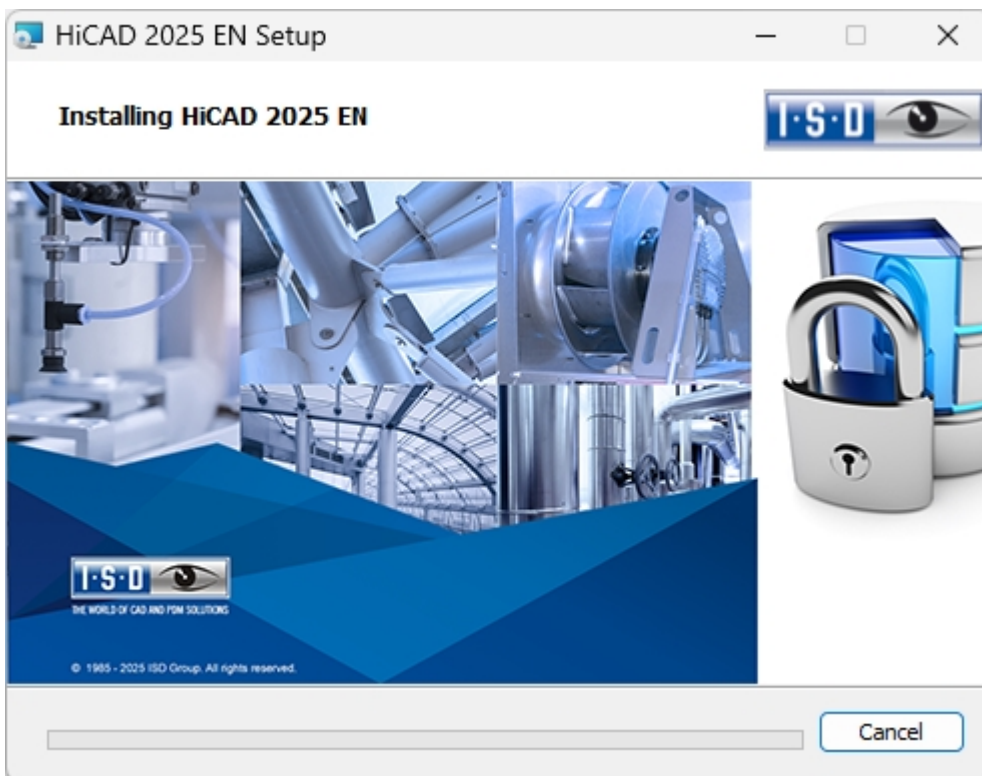 HiCAD 2025 EN Setup
Installing HiCAD 2025 EN
I·S·D
I·S·D
THE WORLD OF CAD AND PDM SOLUTIONS
© 1985 - 2025 ISD Group. All rights reserved.
Cancel